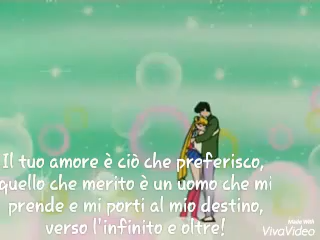 Il tuo amore è ciò che preferisco,
quello che merito è un uomo che mi
prende e mi porti al mio destino,
verso l'infinito e oltre!
Made With
VivaVideo